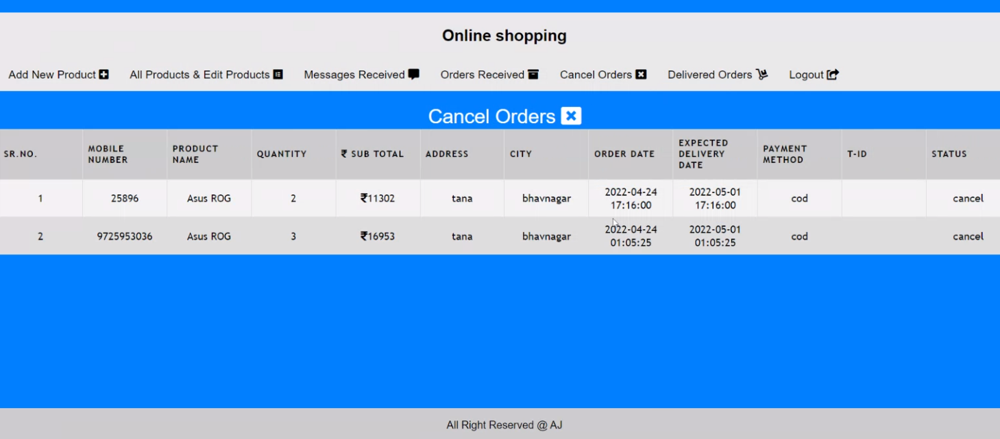 Online shopping
Add New Product All Products & Edit Products Messages Received Orders Received Cancel Orders Delivered Orders Logout
Cancel Orders
SR.NO. MOBILE NUMBER PRODUCT NAME QUANTITY ₹ SUB TOTAL ADDRESS CITY ORDER DATE EXPECTED DELIVERY DATE PAYMENT METHOD T-ID STATUS
1 25896 Asus ROG 2 ₹11302 tana bhavnagar 2022-04-24 17:16:00 2022-05-01 17:16:00 cod cancel
2 9725953036 Asus ROG 3 ₹16953 tana bhavnagar 2022-04-24 01:05:25 2022-05-01 01:05:25 cod cancel
All Right Reserved @ AJ